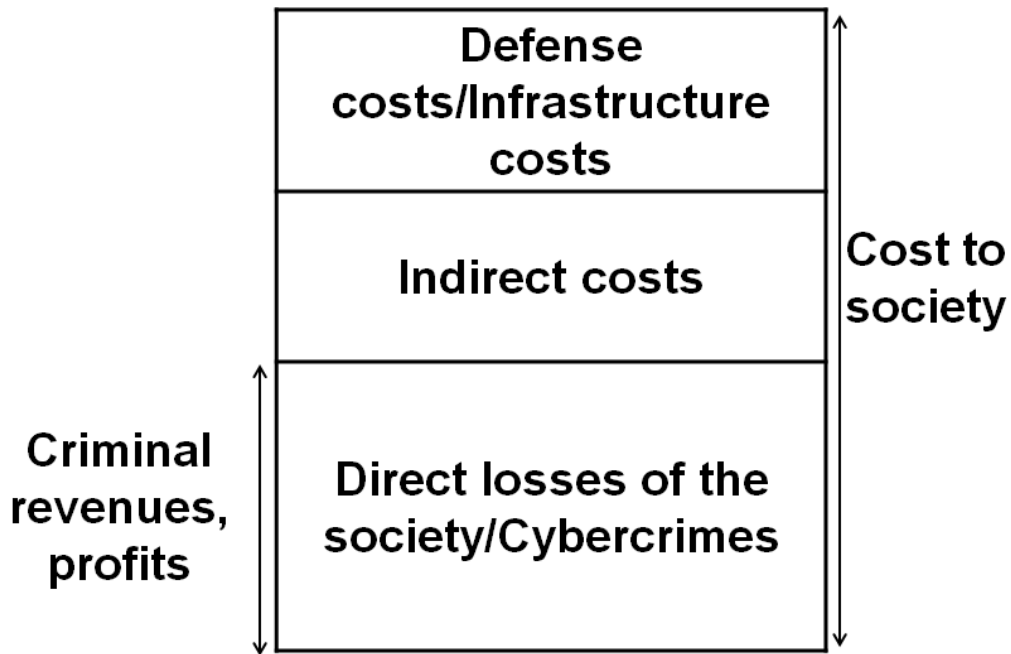 Defense
costs/Infrastructure
costs
Indirect costs
Cost to
society
Criminal
revenues,
profits
Direct losses of the
society/Cybercrimes